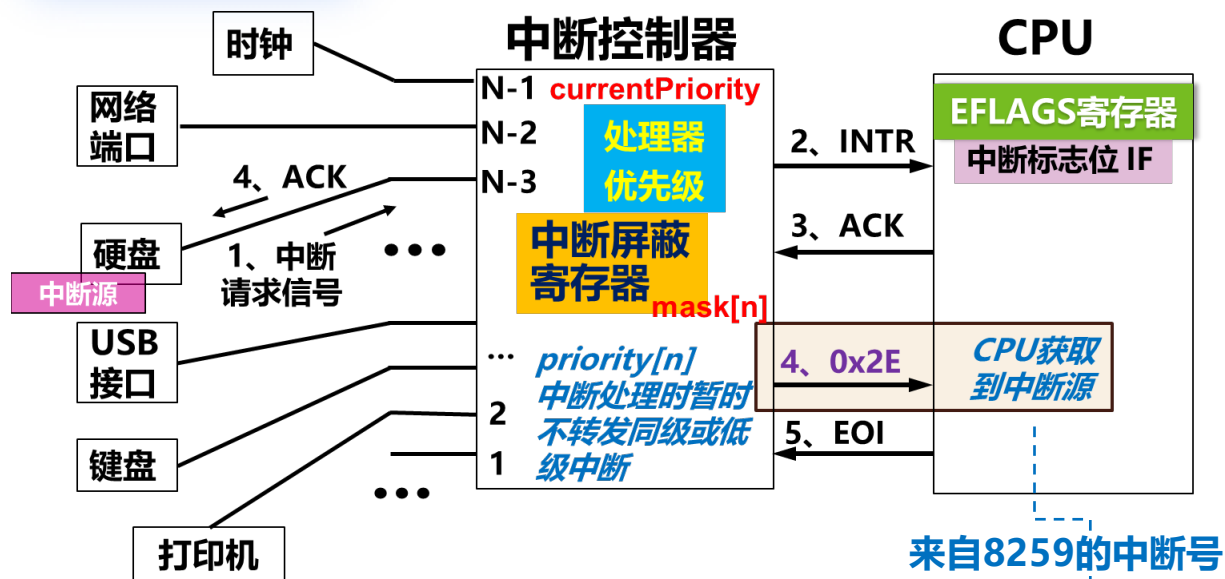 时钟
中断控制器
CPU
网络
端口
N-1 currentPriority
N-2
N-3
处理器
优先级
2、INTR
EFLAGS寄存器
中断标志位 IF
4、ACK
3、ACK
硬盘
中断源
1、中断
请求信号
•••
中断屏蔽
寄存器
mask[n]
USB
接口
... priority[n]
中断处理时暂时
2
不转发同级或低
1
级中断
4、0x2E
CPU获取
到中断源
5、EOI
键盘
•••
打印机
来自8259的中断号